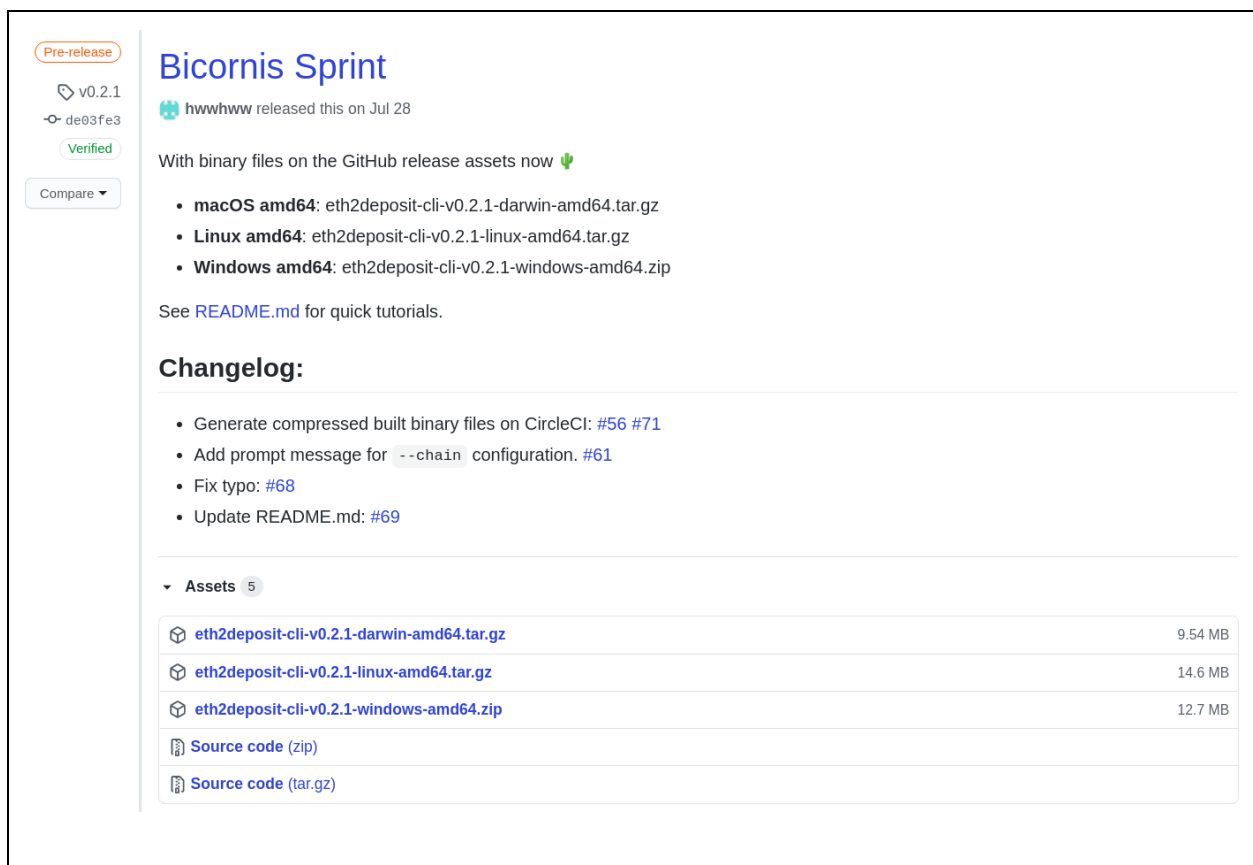 Pre-release
v0.2.1
de03fe3
Verified
Compare
Bicornis Sprint
hwwhww released this on Jul 28
With binary files on the GitHub release assets now 🌵
• macOS amd64: eth2deposit-cli-v0.2.1-darwin-amd64.tar.gz
• Linux amd64: eth2deposit-cli-v0.2.1-linux-amd64.tar.gz
• Windows amd64: eth2deposit-cli-v0.2.1-windows-amd64.zip
See README.md for quick tutorials.
Changelog:
• Generate compressed built binary files on CircleCI: #56 #71
• Add prompt message for --chain configuration. #61
• Fix typo: #68
• Update README.md: #69
Assets 5
eth2deposit-cli-v0.2.1-darwin-amd64.tar.gz 9.54 MB
eth2deposit-cli-v0.2.1-linux-amd64.tar.gz 14.6 MB
eth2deposit-cli-v0.2.1-windows-amd64.zip 12.7 MB
Source code (zip)
Source code (tar.gz)